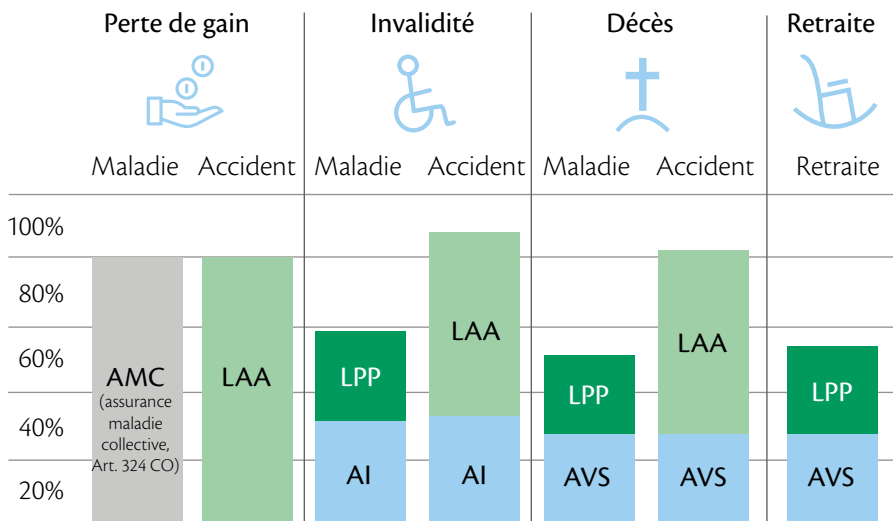 Perte de gain
Invalidité
Décès
Retraite
Maladie
Accident
Maladie
Accident
Maladie
Accident
Retraite
100%
80%
60%
40%
20%
AMC
(assurance
maladie
collective,
Art. 324 CO)
LAA
LPP
AI
LAA
AI
LPP
AVS
LAA
AVS
LPP
AVS